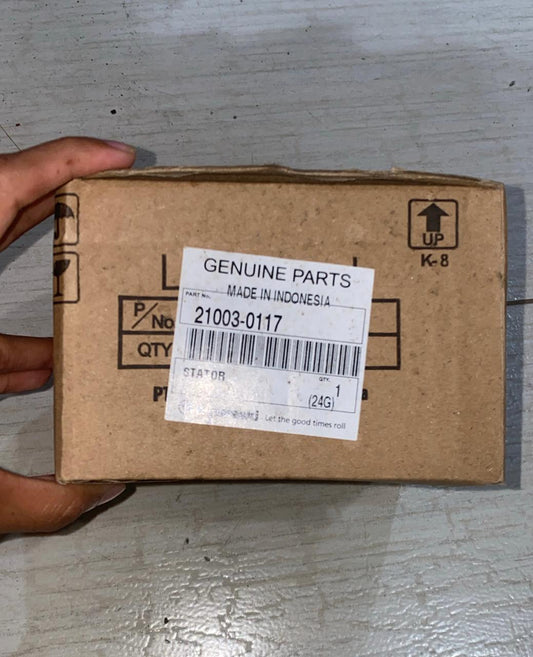 UP
K-8
GENUINE PARTS
MADE IN INDONESIA
PART No.
21003-0117
P/No
QTY
STATOR
QTY.
1
(24G)
PT
Let the good times roll